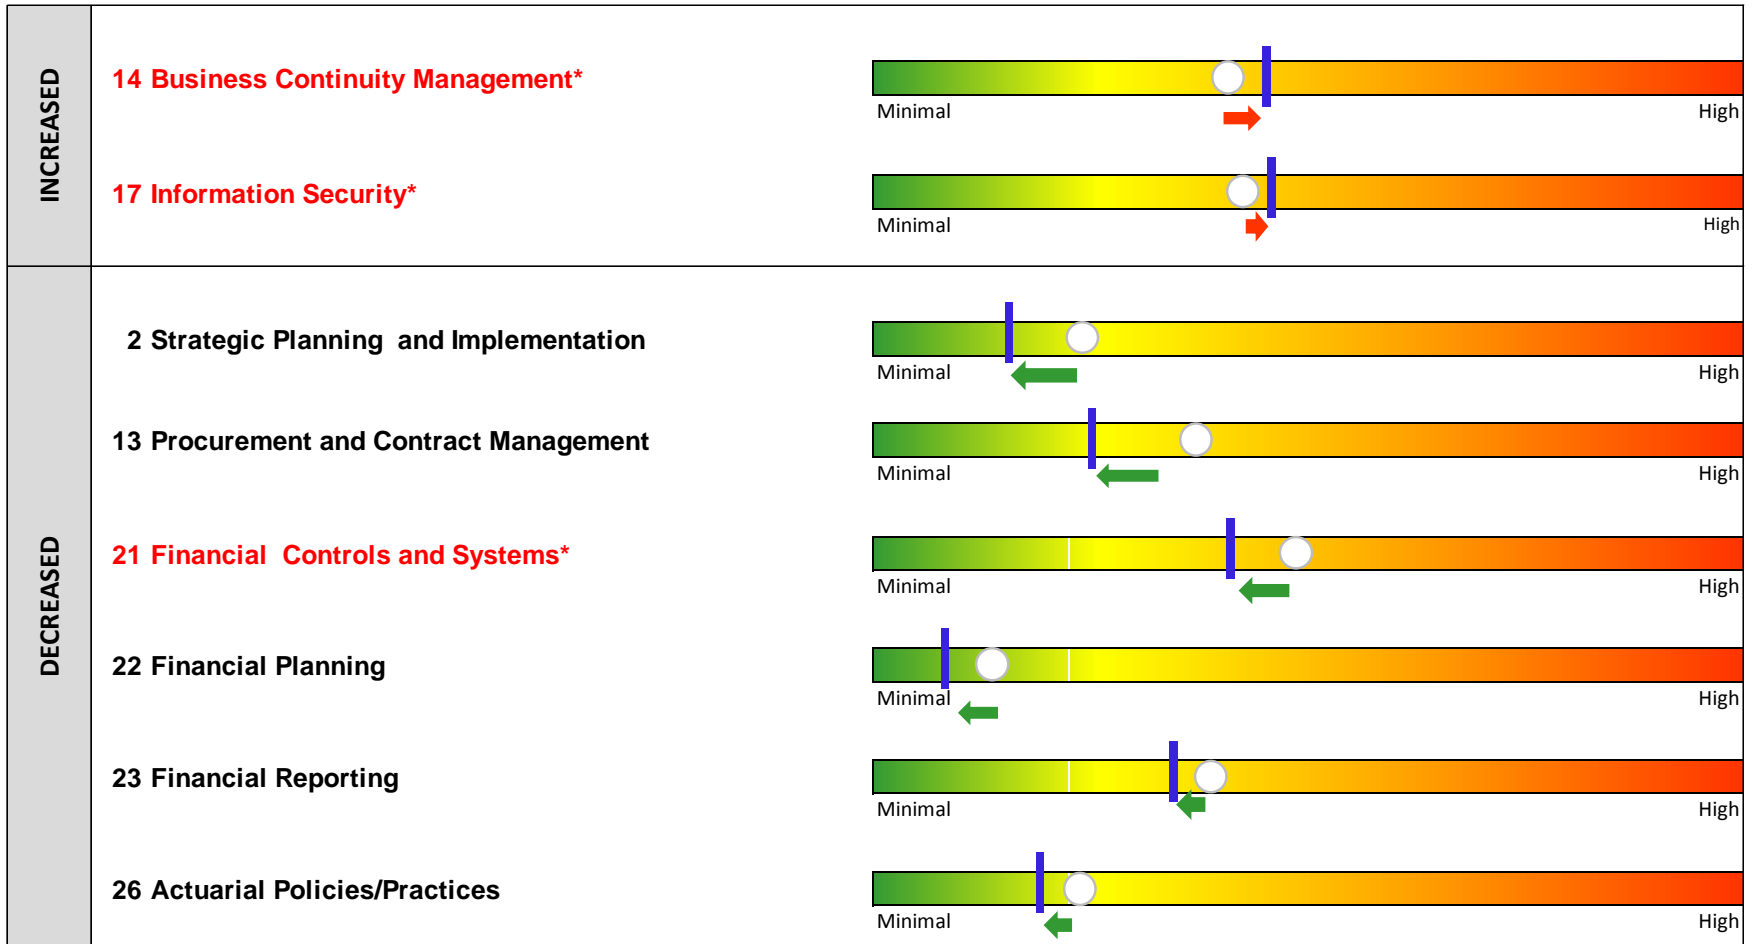 INCREASED
14 Business Continuity Management*
Minimal High
17 Information Security*
Minimal High
DECREASED
2 Strategic Planning  and Implementation
Minimal High
13 Procurement and Contract Management
Minimal High
21 Financial  Controls and Systems*
Minimal High
22 Financial Planning
Minimal High
23 Financial Reporting
Minimal High
26 Actuarial Policies/Practices
Minimal High